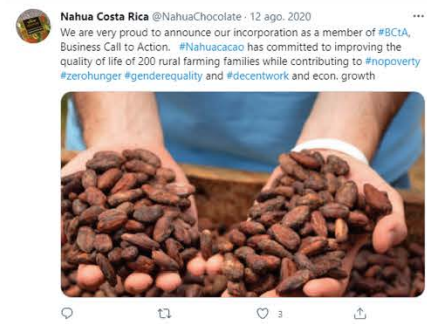 Nahua Costa Rica @NahuaChocolate · 12 ago. 2020
We are very proud to announce our incorporation as a member of #BCtA,
Business Call to Action. #Nahuacacao has committed to improving the
quality of life of 200 rural farming families while contributing to #nopoverty
#zerohunger #genderequality and #decentwork and econ. growth
3